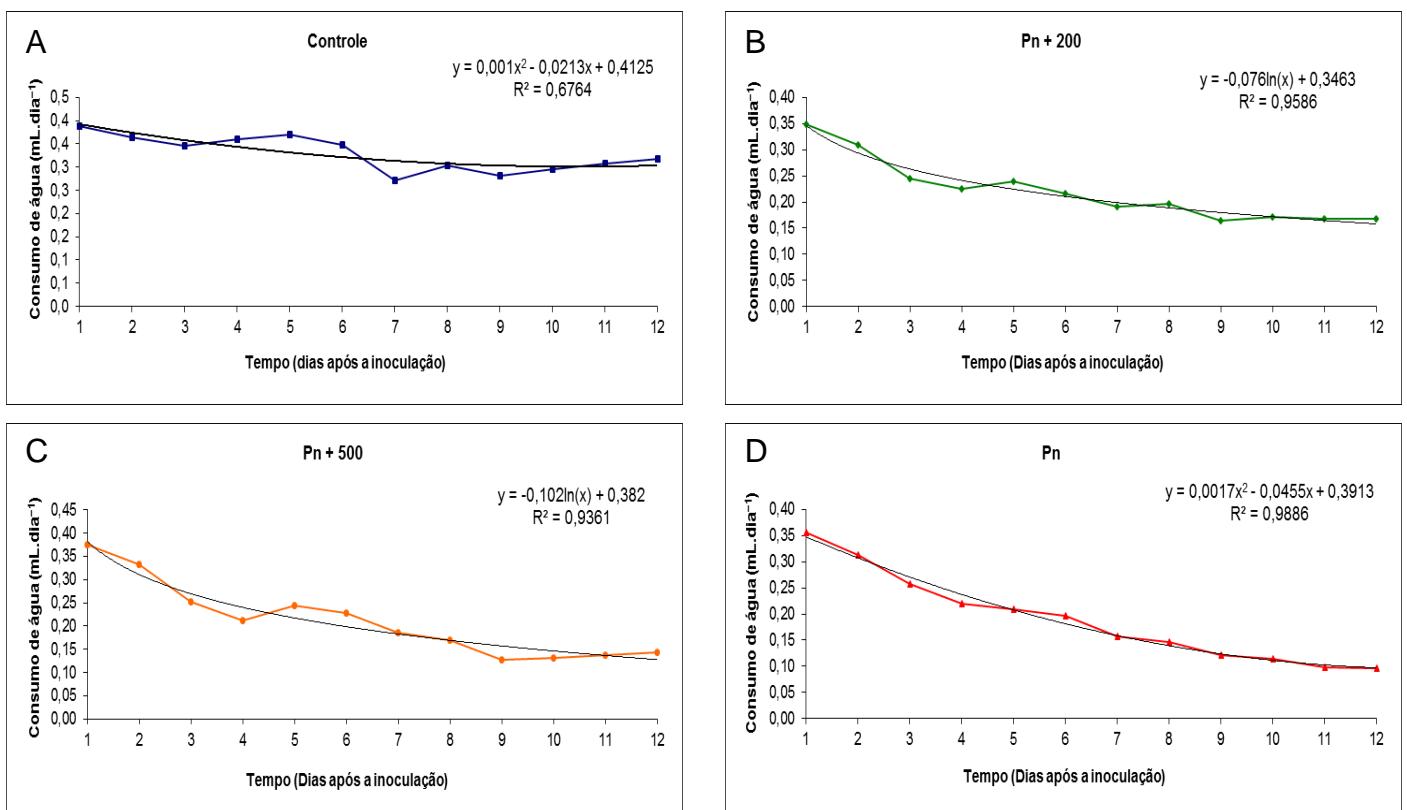 A
Controle
y = 0,001x² - 0,0213x + 0,4125
R² = 0,6764
Consumo de água (mL.dia⁻¹)
0,5
0,4
0,4
0,3
0,3
0,2
0,2
0,1
0,1
0,0
1 2 3 4 5 6 7 8 9 10 11 12
Tempo (dias após a inoculação)
B
Pn + 200
y = -0,076ln(x) + 0,3463
R² = 0,9586
Consumo de água (mL.dia⁻¹)
0,40
0,35
0,30
0,25
0,20
0,15
0,10
0,05
0,00
1 2 3 4 5 6 7 8 9 10 11 12
Tempo (Dias após a inoculação)
C
Pn + 500
y = -0,102ln(x) + 0,382
R² = 0,9361
Consumo de água (mL.dia⁻¹)
0,45
0,40
0,35
0,30
0,25
0,20
0,15
0,10
0,05
0,00
1 2 3 4 5 6 7 8 9 10 11 12
Tempo (Dias após a inoculação)
D
Pn
y = 0,0017x² - 0,0455x + 0,3913
R² = 0,9886
Consumo de água (mL.dia⁻¹)
0,40
0,35
0,30
0,25
0,20
0,15
0,10
0,05
0,00
1 2 3 4 5 6 7 8 9 10 11 12
Tempo (Dias após a inoculação)